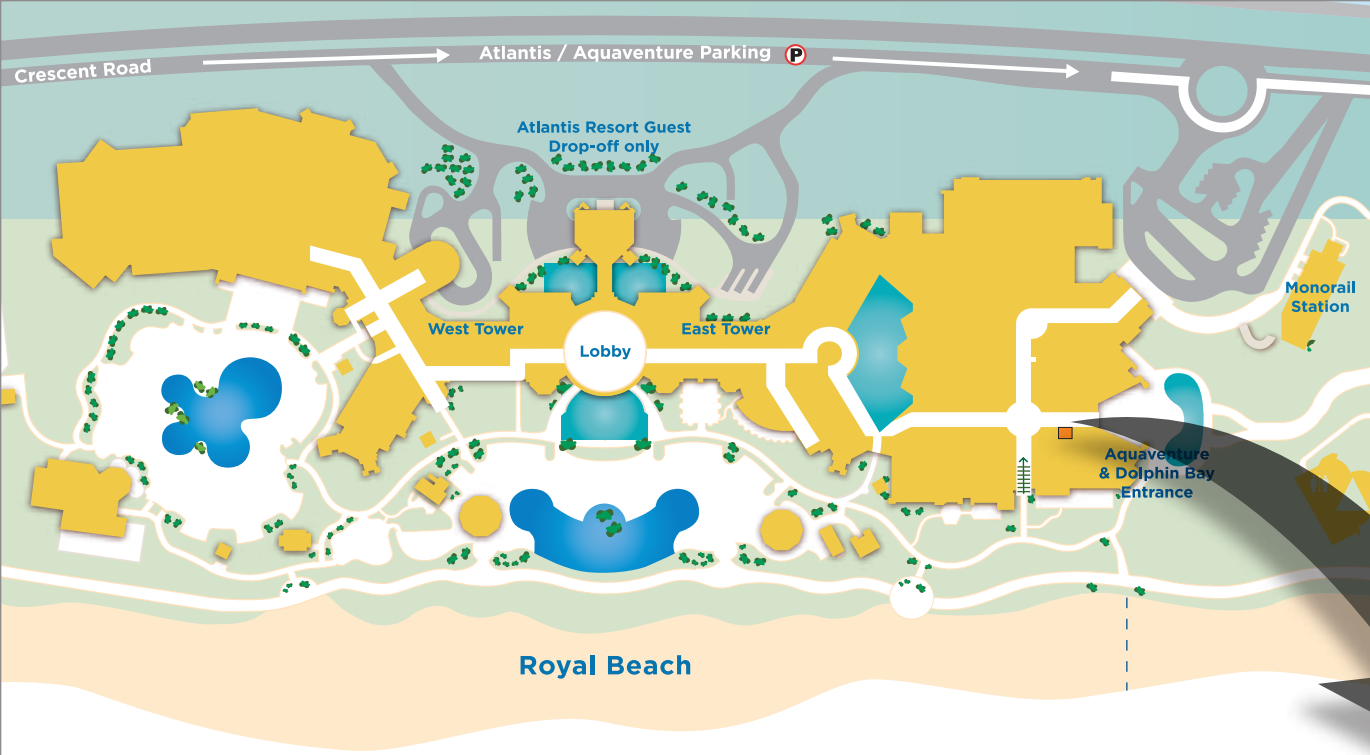 Crescent Road
Atlantis / Aquaventure Parking P
Atlantis Resort Guest
Drop-off only
Monorail
Station
West Tower
East Tower
Lobby
Aquaventure
& Dolphin Bay
Entrance
Royal Beach